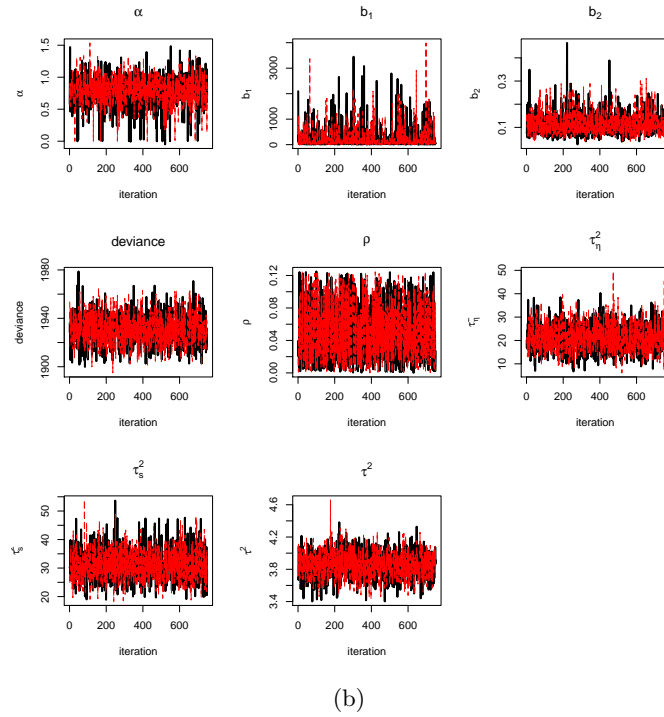 α
b₁
b₂
α
0.0 0.5 1.0 1.5
0 200 400 600
iteration
b₁
0 1000 3000
0 200 400 600
iteration
b₂
0.1 0.3
0 200 400 600
iteration
deviance
ρ
τ²η
deviance
1900 1940 1980
0 200 400 600
iteration
ρ
0.00 0.04 0.08 0.12
0 200 400 600
iteration
τ²η
10 20 30 40 50
0 200 400 600
iteration
τ²s
τ²
τ²s
20 30 40 50
0 200 400 600
iteration
τ²
3.4 3.8 4.2 4.6
0 200 400 600
iteration
(b)